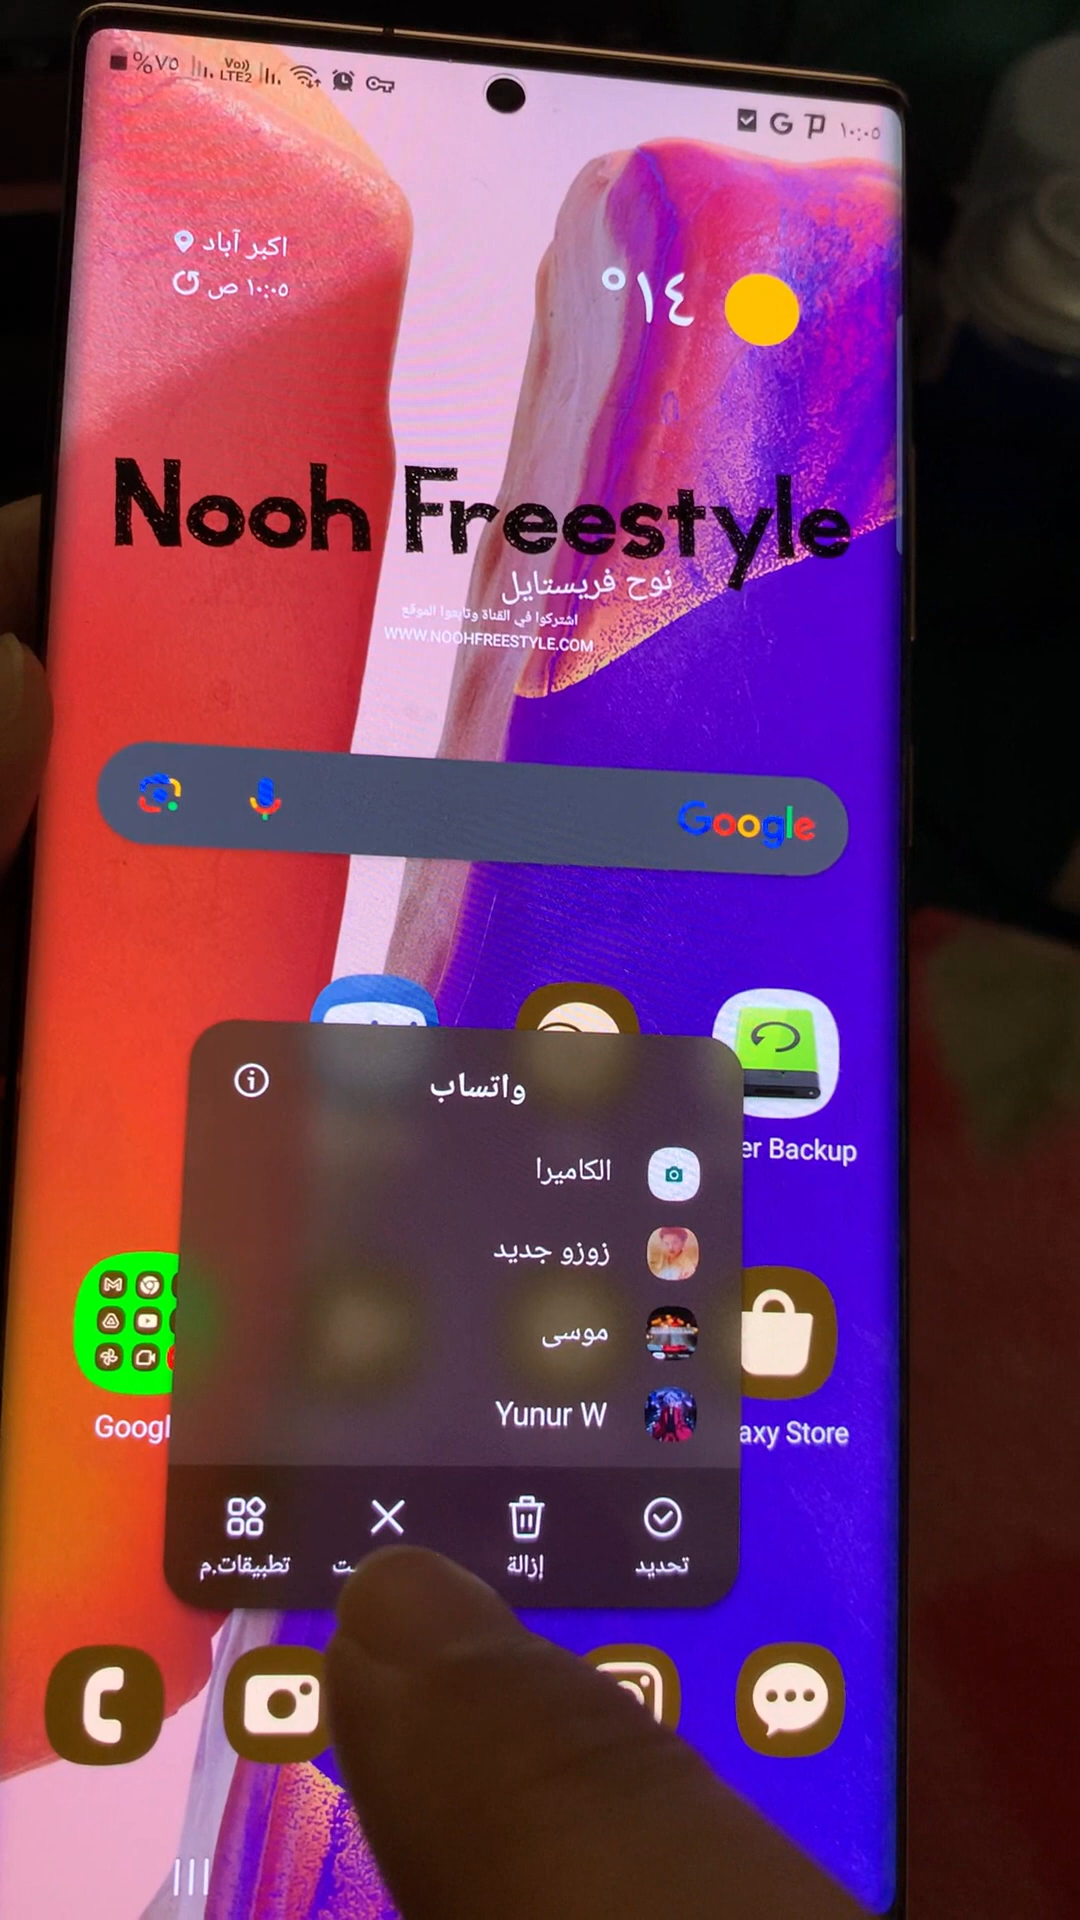 %٧٥
Vo))
LTE2
G
١٠:٠٥
اكبر آباد
١٠:٠٥ ص
١٤°
Nooh Freestyle
نوح فريستايل
اشتركوا في القناة وتابعوا الموقع
WWW.NOOHFREESTYLE.COM
Google
واتساب
er Backup
الكاميرا
زوزو جديد
موسى
Yunur W
Googl
axy Store
تحديد
إزالة
تطبيقات.م